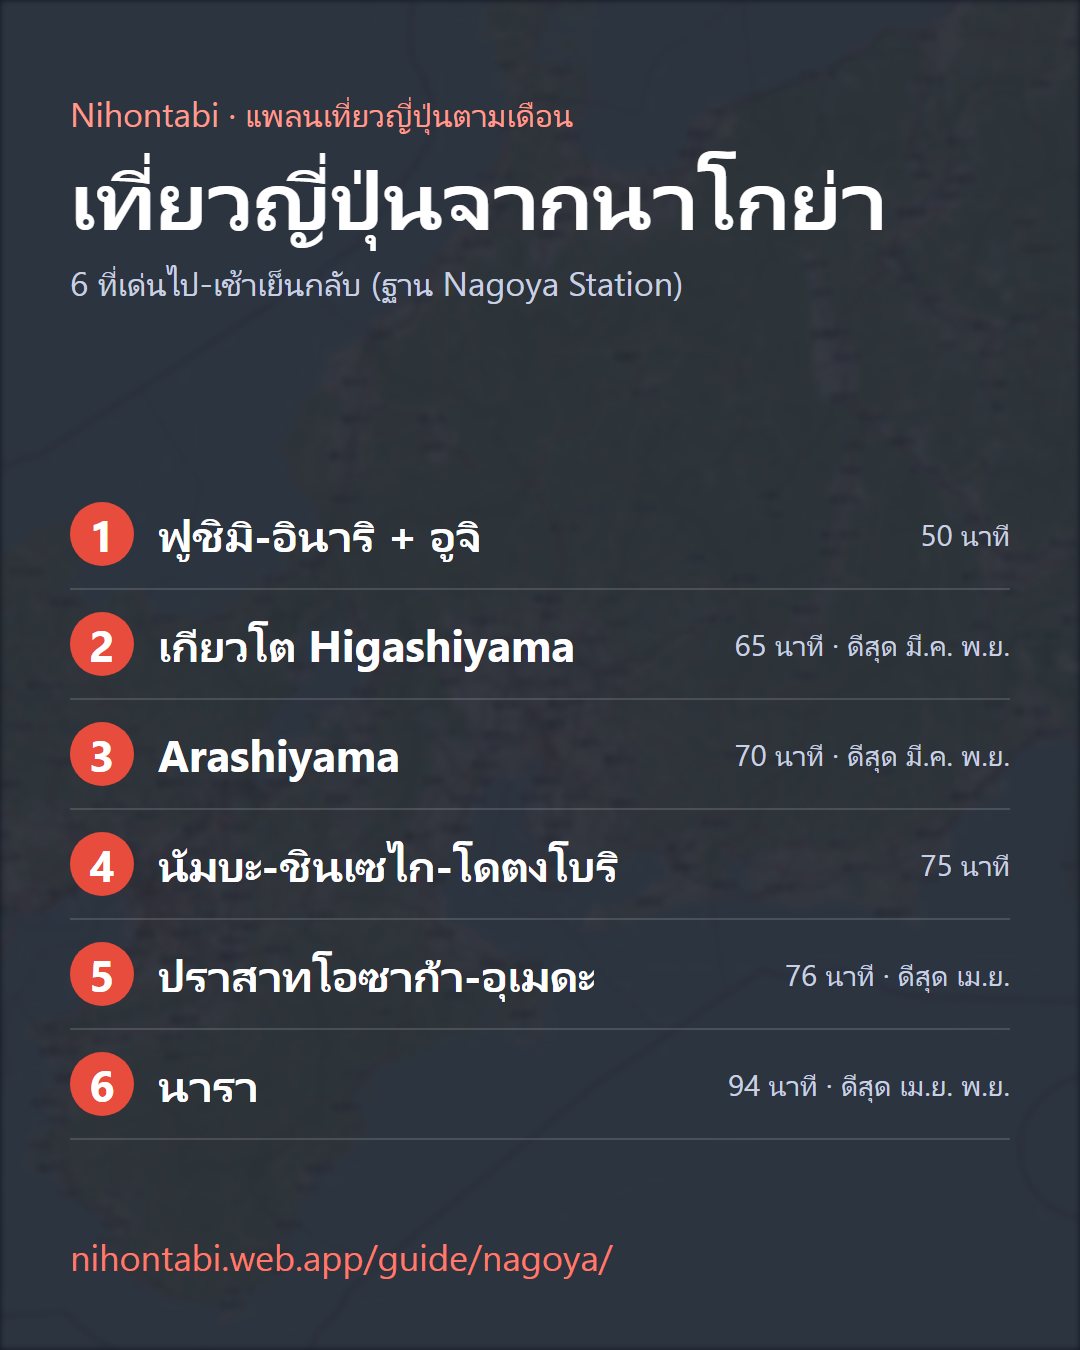 Nihontabi · แพลนเที่ยวญี่ปุ่นตามเดือน
เที่ยวญี่ปุ่นจากนาโกย่า
6 ที่เด่นไป-เช้าเย็นกลับ (ฐาน Nagoya Station)
1 ฟูชิมิ-อินาริ + อูจิ 50 นาที
2 เกียวโต Higashiyama 65 นาที · ดีสุด มี.ค. พ.ย.
3 Arashiyama 70 นาที · ดีสุด มี.ค. พ.ย.
4 นัมบะ-ชินเซไก-โดตงโบริ 75 นาที
5 ปราสาทโอซาก้า-อุเมดะ 76 นาที · ดีสุด เม.ย.
6 นารา 94 นาที · ดีสุด เม.ย. พ.ย.
nihontabi.web.app/guide/nagoya/